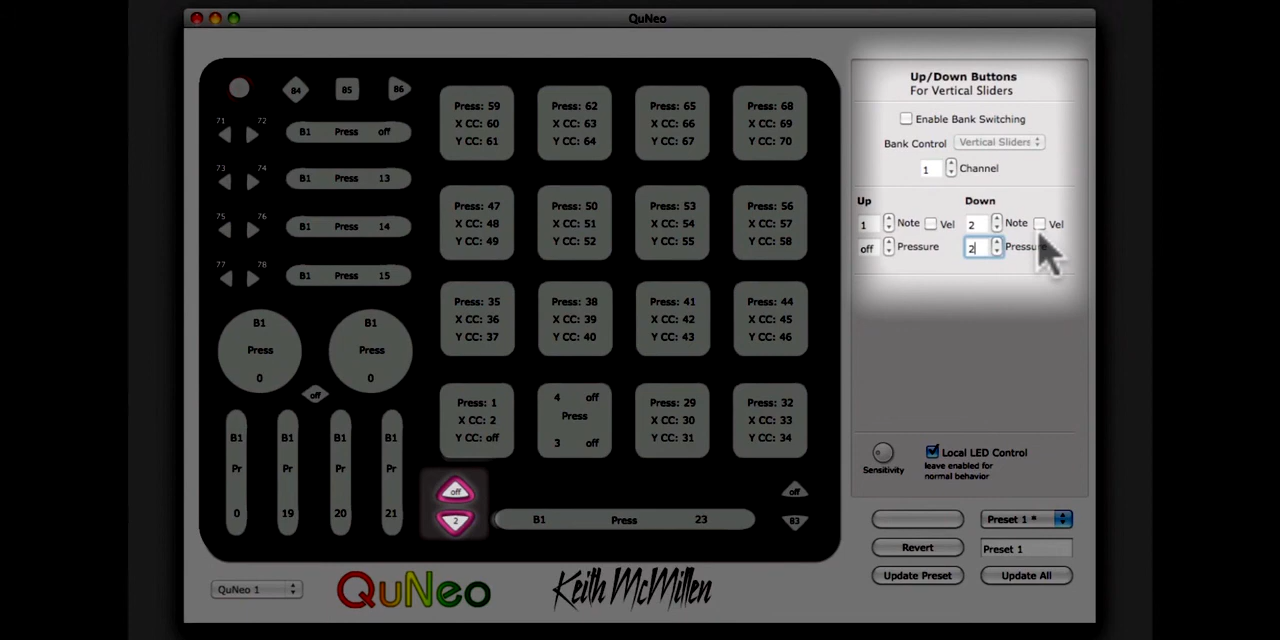 QuNeo
84 85 86
71 72
B1 Press off
73 74
B1 Press 13
75 76
B1 Press 14
77 78
B1 Press 15
B1
Press
0
B1
Press
0
off
B1
Pr
0
B1
Pr
19
B1
Pr
20
B1
Pr
21
Press: 59
X CC: 60
Y CC: 61
Press: 62
X CC: 63
Y CC: 64
Press: 65
X CC: 66
Y CC: 67
Press: 68
X CC: 69
Y CC: 70
Press: 47
X CC: 48
Y CC: 49
Press: 50
X CC: 51
Y CC: 52
Press: 53
X CC: 54
Y CC: 55
Press: 56
X CC: 57
Y CC: 58
Press: 35
X CC: 36
Y CC: 37
Press: 38
X CC: 39
Y CC: 40
Press: 41
X CC: 42
Y CC: 43
Press: 44
X CC: 45
Y CC: 46
Press: 1
X CC: 2
Y CC: off
4 off
Press
3 off
Press: 29
X CC: 30
Y CC: 31
Press: 32
X CC: 33
Y CC: 34
off
2
B1 Press 23
off
83
Up/Down Buttons
For Vertical Sliders
Enable Bank Switching
Bank Control Vertical Sliders
1 Channel
Up Down
1 Note Vel 2 Note Vel
off Pressure 2 Pressure
Sensitivity
Local LED Control
leave enabled for
normal behavior
Preset 1 *
Revert Preset 1
Update Preset Update All
QuNeo 1
QuNeo
Keith McMillen